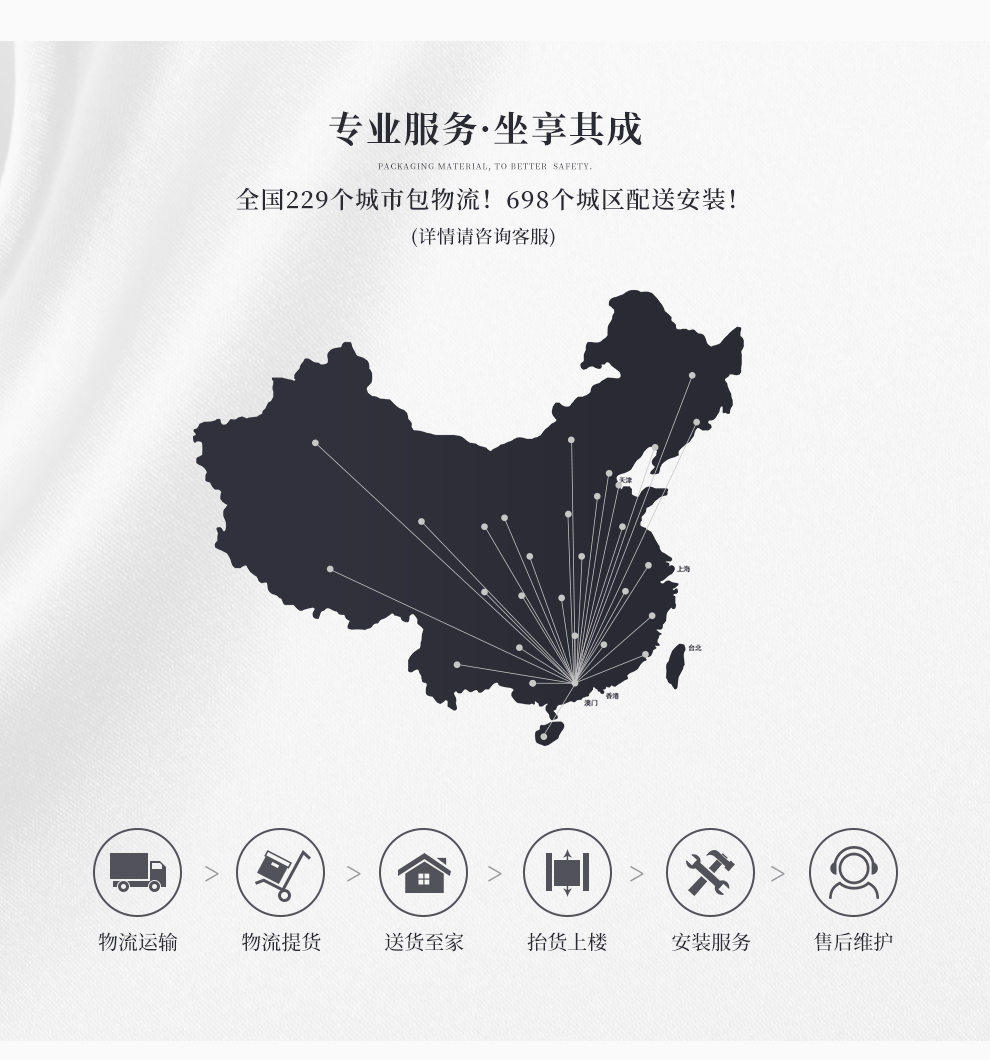 专业服务·坐享其成
PACKAGING MATERIAL, TO BETTER SAFETY.
全国229个城市包物流！698个城区配送安装！
(详情请咨询客服)
天津
上海
台北
香港
澳门
物流运输 > 物流提货 > 送货至家 > 抬货上楼 > 安装服务 > 售后维护